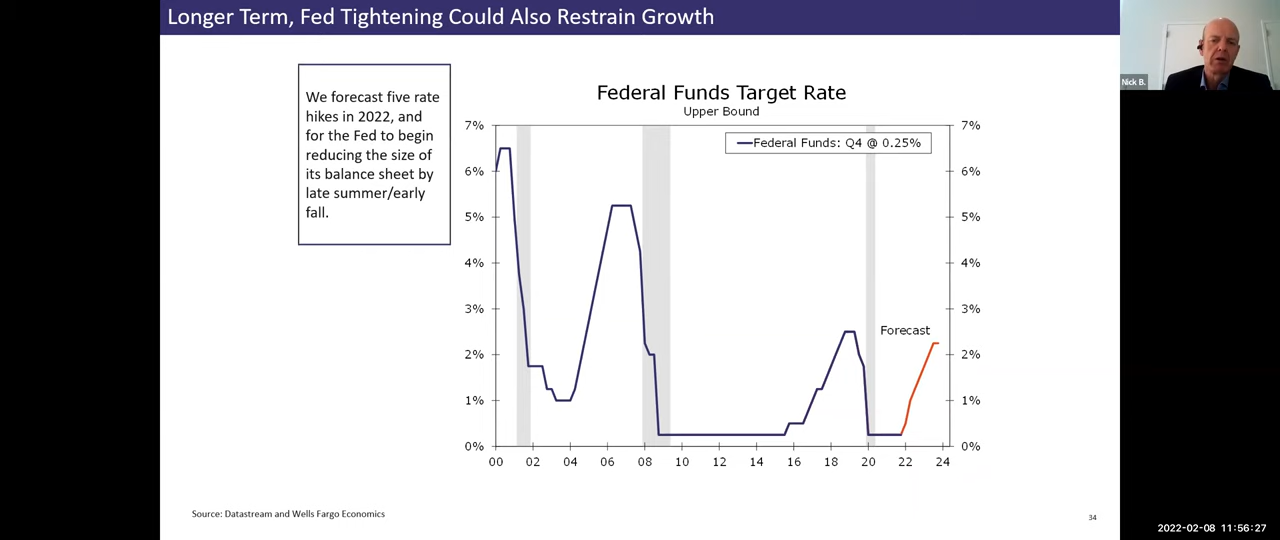 Longer Term, Fed Tightening Could Also Restrain Growth
Nick B.
We forecast five rate
hikes in 2022, and
for the Fed to begin
reducing the size of
its balance sheet by
late summer/early
fall.
Federal Funds Target Rate
Upper Bound
Federal Funds: Q4 @ 0.25%
7% 7%
6% 6%
5% 5%
4% 4%
3% 3%
Forecast
2% 2%
1% 1%
0% 0%
00 02 04 06 08 10 12 14 16 18 20 22 24
Source: Datastream and Wells Fargo Economics
34
2022-02-08 11:56:27